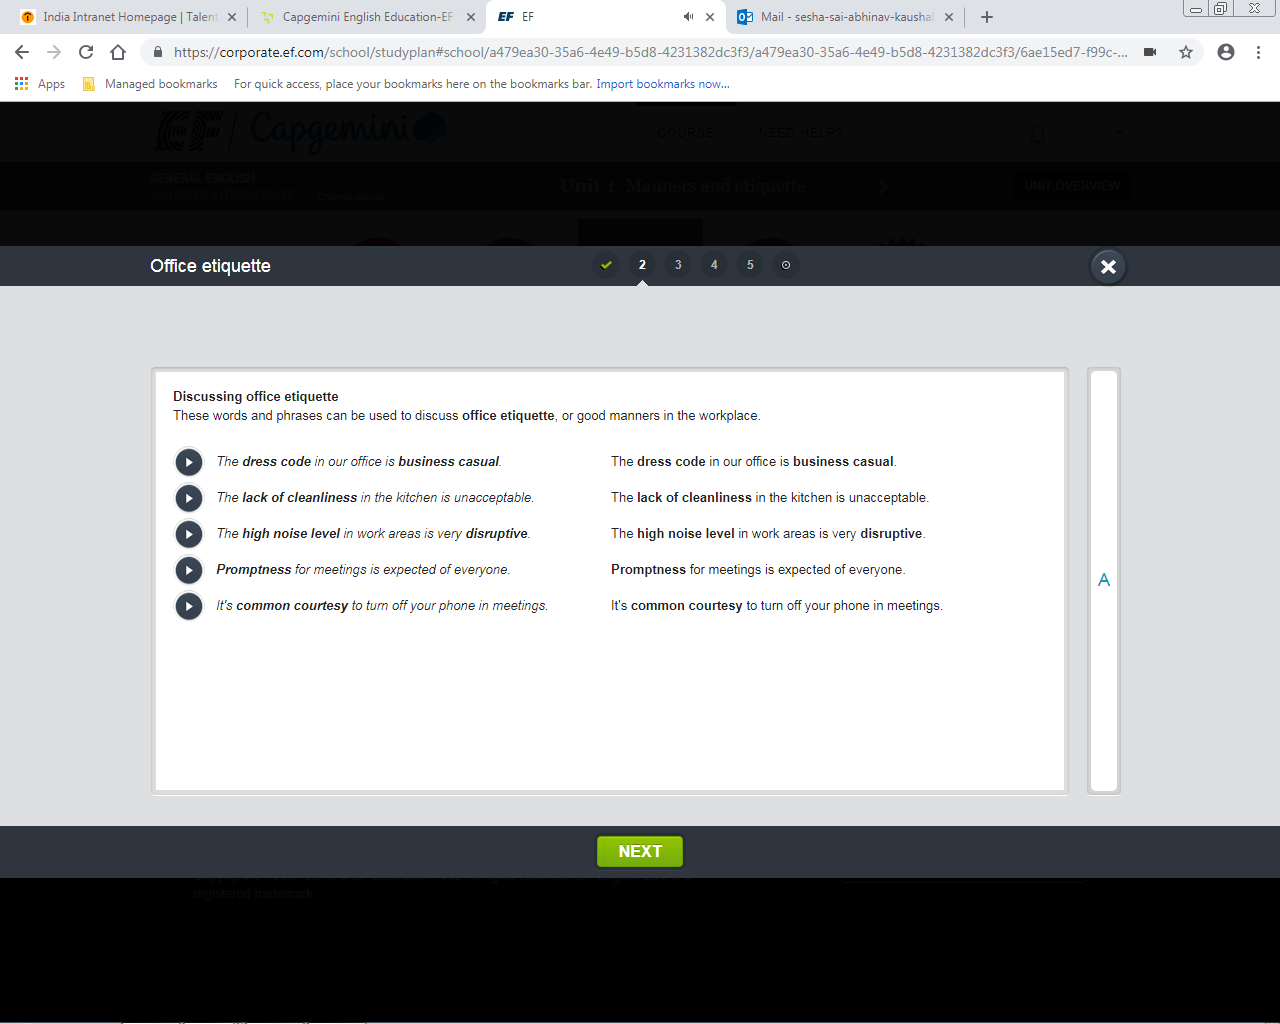 India Intranet Homepage | Talent
Capgemini English Education-EF
EF EF
Mail - sesha-sai-abhinav-kaushal
https://corporate.ef.com/school/studyplan#school/a479ea30-35a6-4e49-b5d8-4231382dc3f3/a479ea30-35a6-4e49-b5d8-4231382dc3f3/6ae15ed7-f99c-...
Apps Managed bookmarks For quick access, place your bookmarks here on the bookmarks bar. Import bookmarks now...
EF Capgemini COURSE NEED HELP?
GENERAL ENGLISH
Unit 1 Manners and etiquette
UNIT OVERVIEW
Change course
Office etiquette
2 3 4 5
Discussing office etiquette
These words and phrases can be used to discuss office etiquette, or good manners in the workplace.
The dress code in our office is business casual. The dress code in our office is business casual.
The lack of cleanliness in the kitchen is unacceptable. The lack of cleanliness in the kitchen is unacceptable.
The high noise level in work areas is very disruptive. The high noise level in work areas is very disruptive.
Promptness for meetings is expected of everyone. Promptness for meetings is expected of everyone.
It's common courtesy to turn off your phone in meetings. It's common courtesy to turn off your phone in meetings.
A
NEXT
registered trademark